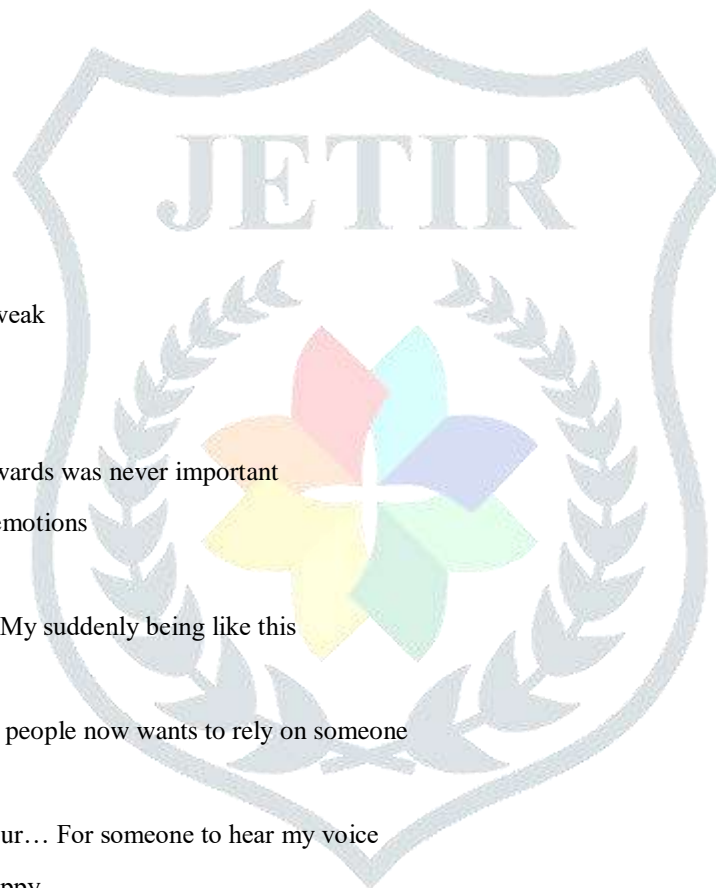 JETIR
weak
wards was never important
emotions
My suddenly being like this
people now wants to rely on someone
ur… For someone to hear my voice